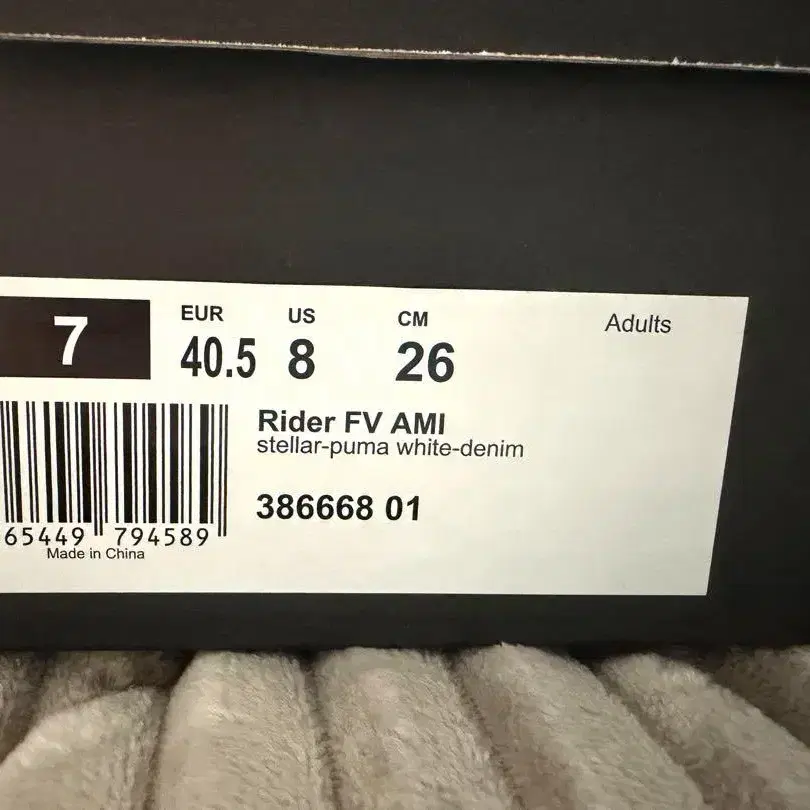 7
EUR US CM Adults
40.5 8 26
Rider FV AMI
stellar-puma white-denim
386668 01
65449 794589
Made in China